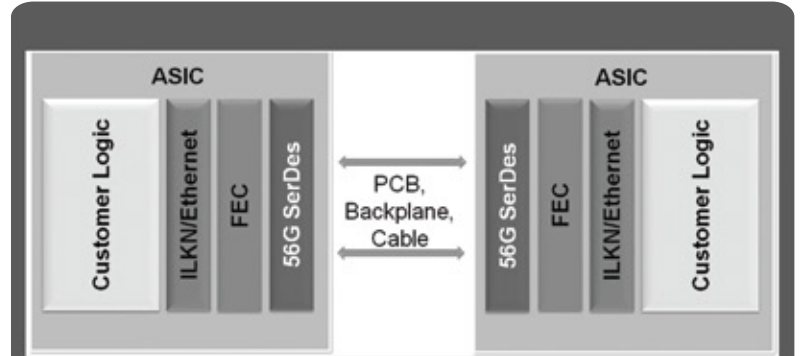 ASIC
Customer Logic
ILKN/Ethernet
FEC
56G SerDes
PCB,
Backplane,
Cable
ASIC
56G SerDes
FEC
ILKN/Ethernet
Customer Logic